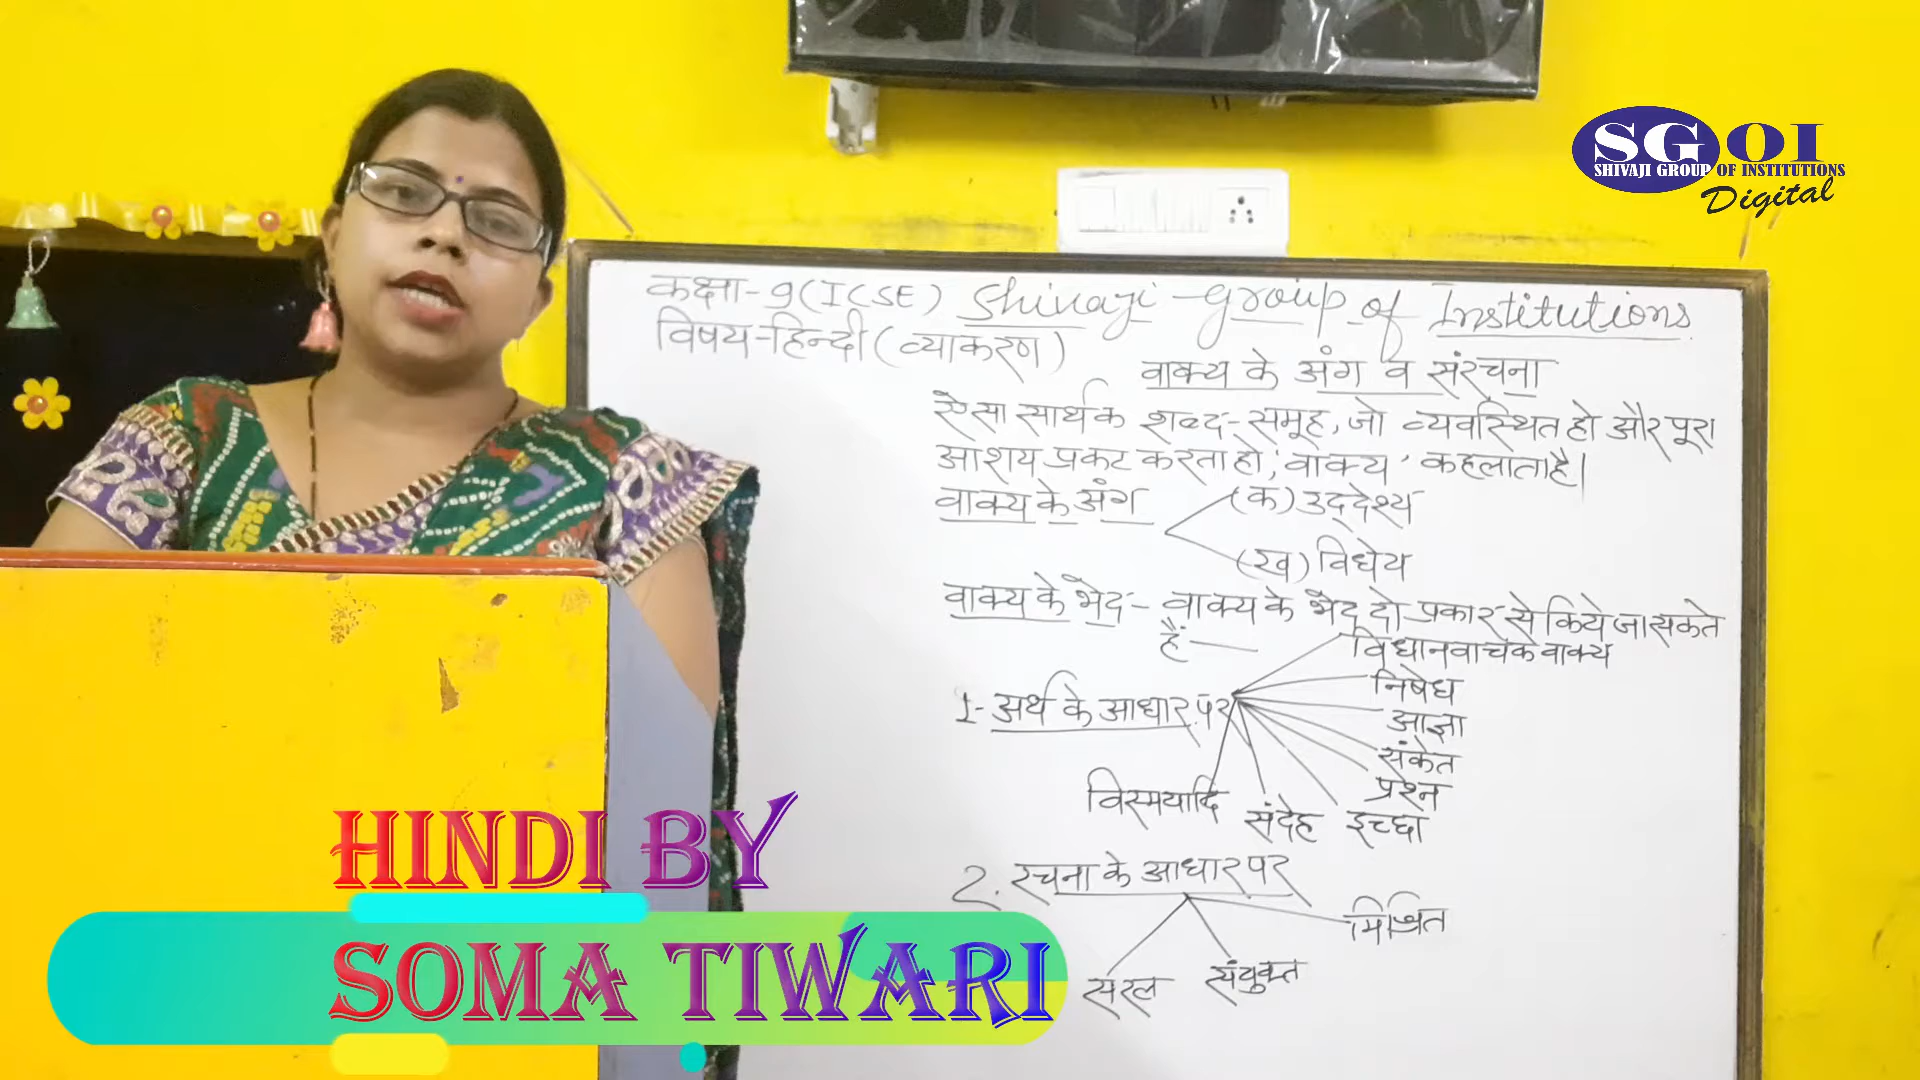 SGOI
SHIVAJI GROUP OF INSTITUTIONS
Digital
कक्षा-9(ICSE) Shivaji Group of Institutions
विषय-हिन्दी(व्याकरण)
वाक्य के अंग व संरचना
ऐसा सार्थक शब्द-समूह,जो व्यवस्थित हो और पूरा
आशय प्रकट करता हो,'वाक्य' कहलाता है।
वाक्य के अंग
(क)उद्देश्य
(ख)विधेय
वाक्य के भेद- वाक्य के भेद दो प्रकार से किये जा सकते
हैं-
विधानवाचक वाक्य
निषेध
1-अर्थ के आधार पर
आज्ञा
संकेत
प्रश्न
विस्मयादि संदेह इच्छा
2.रचना के आधार पर
मिश्रित
सरल संयुक्त
HINDI BY
SOMA TIWARI